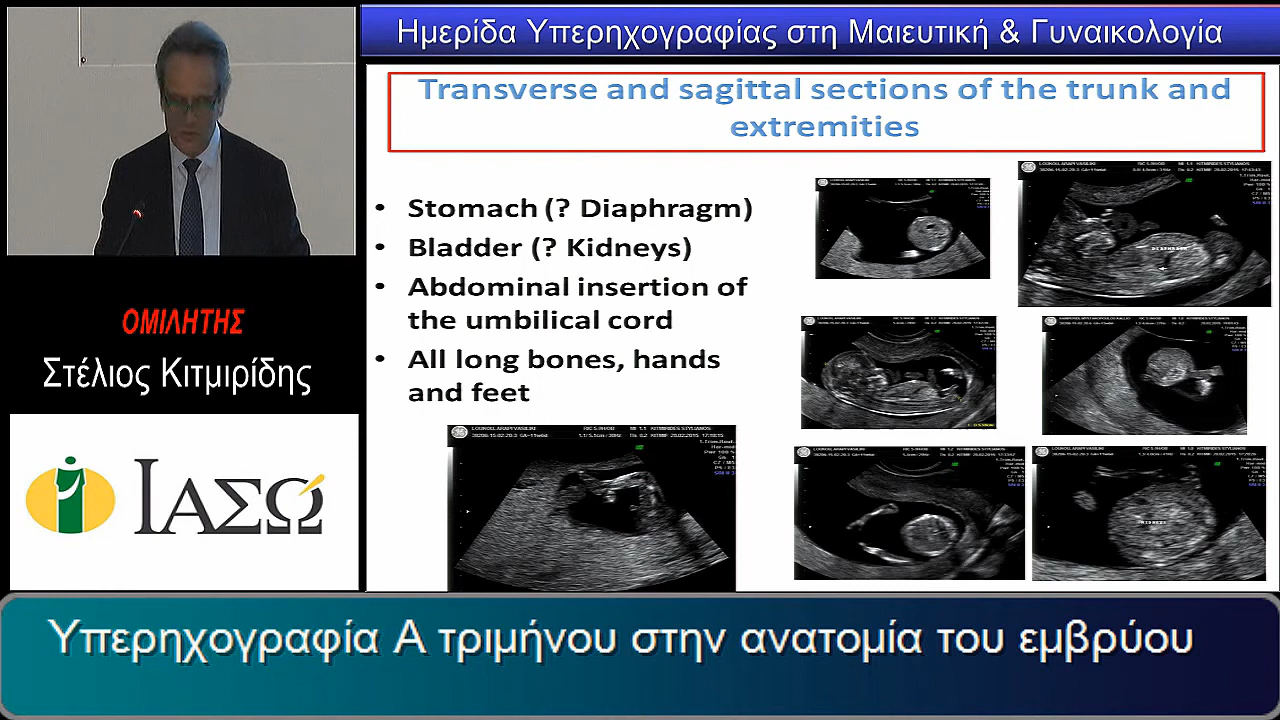 Ημερίδα Υπερηχογραφίας στη Μαιευτική & Γυναικολογία
Transverse and sagittal sections of the trunk and
extremities
• Stomach (? Diaphragm)
• Bladder (? Kidneys)
• Abdominal insertion of
the umbilical cord
• All long bones, hands
and feet
DIAPHRAGM
KIDNEYS
ΟΜΙΛΗΤΗΣ
Στέλιος Κιτμιρίδης
ΙΑΣΩ
Υπερηχογραφία Α τριμήνου στην ανατομία του εμβρύου